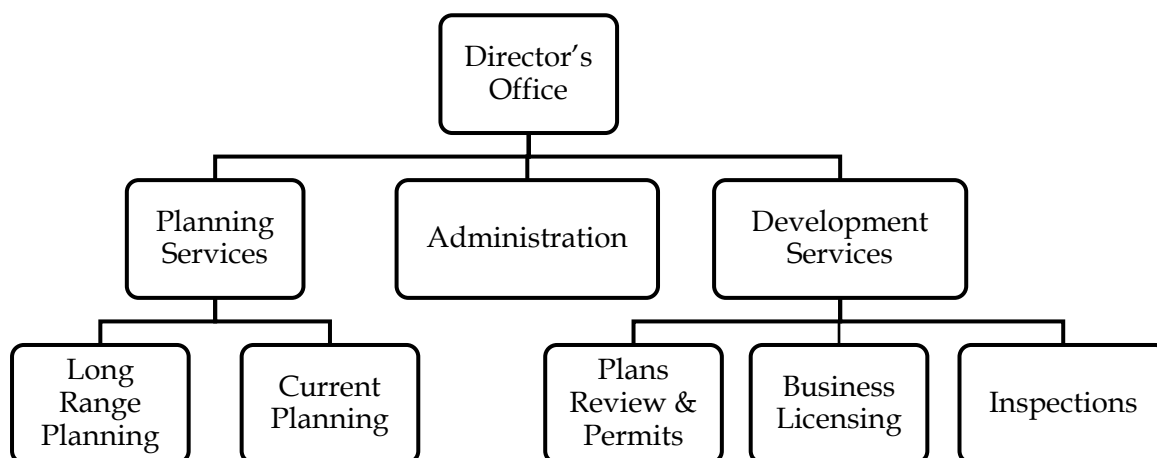 Director’s
Office
Planning
Services
Administration
Development
Services
Long
Range
Planning
Current
Planning
Plans
Review &
Permits
Business
Licensing
Inspections